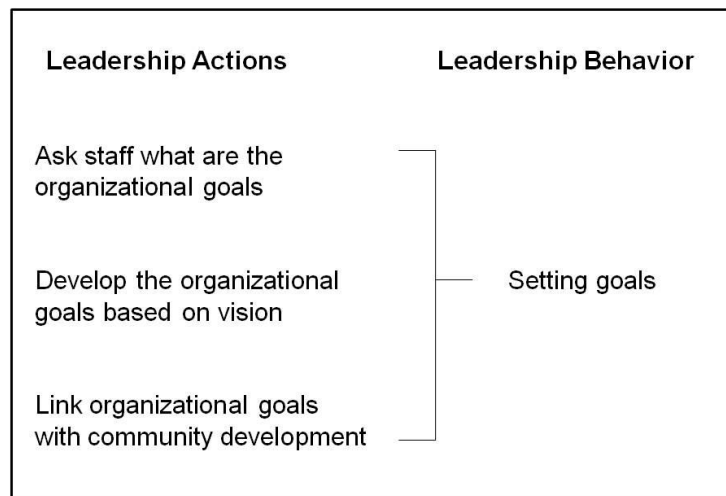 Leadership Actions
Leadership Behavior
Ask staff what are the
organizational goals
Develop the organizational
goals based on vision
Setting goals
Link organizational goals
with community development